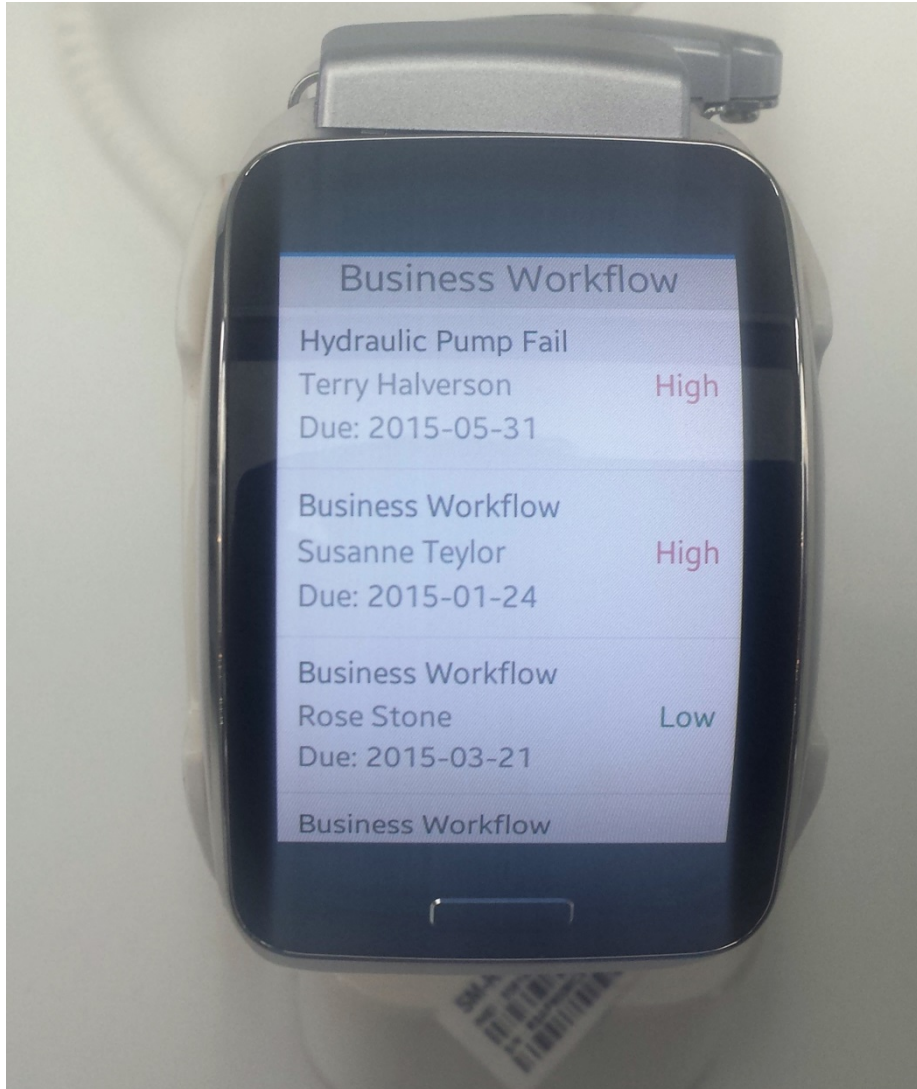 Business Workflow
Hydraulic Pump Fail
Terry Halverson
High
Due: 2015-05-31
Business Workflow
Susanne Teylor
High
Due: 2015-01-24
Business Workflow
Rose Stone
Low
Due: 2015-03-21
Business Workflow